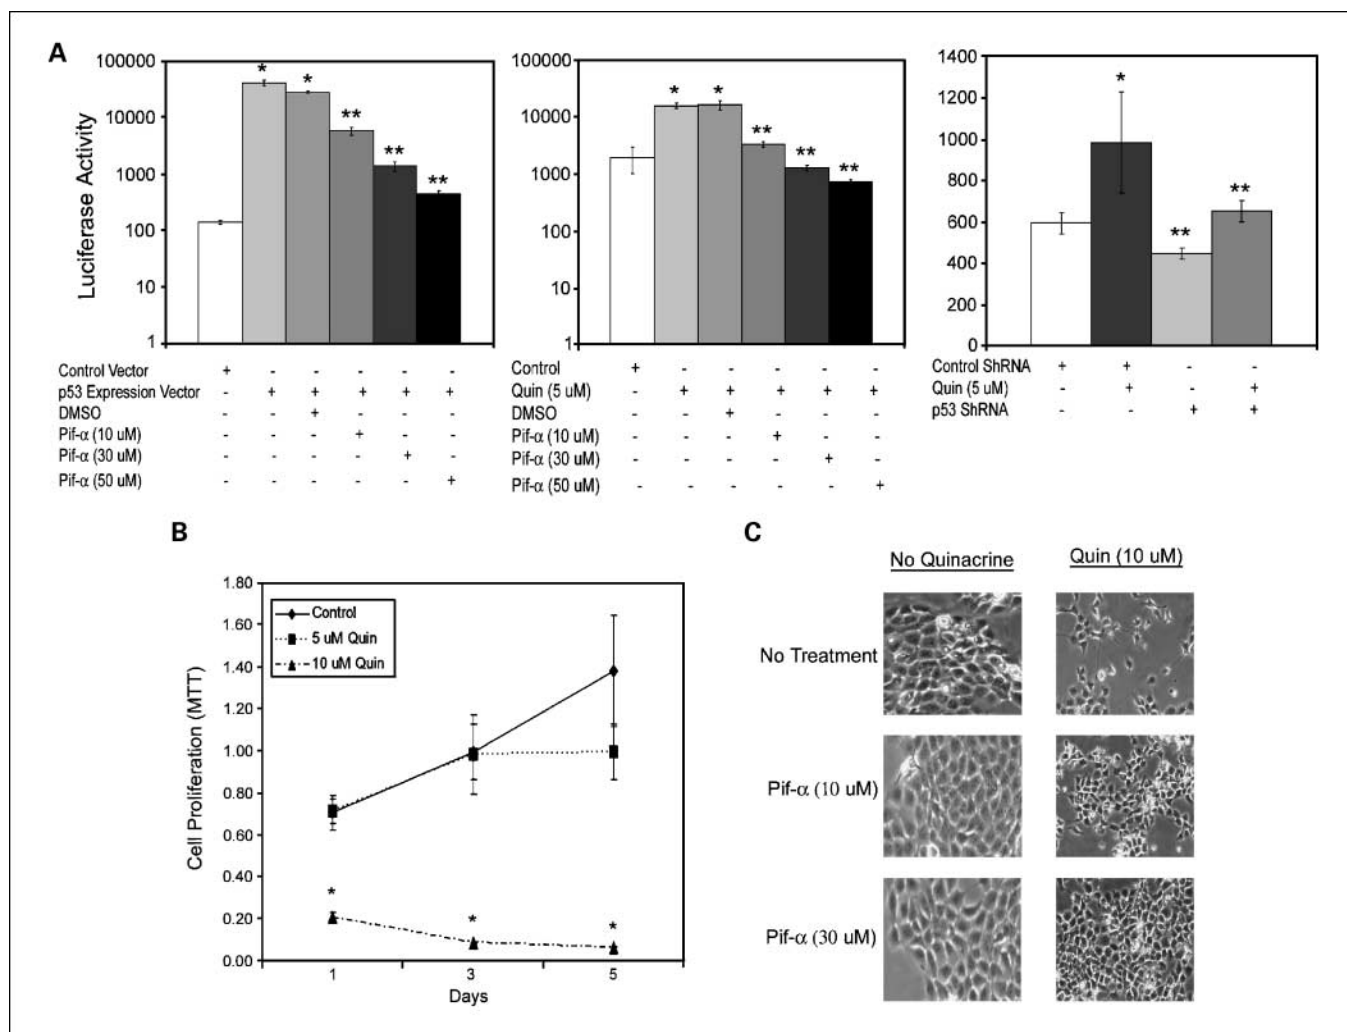 A
Luciferase Activity
100000
10000
1000
100
10
1
* * ** ** **
Control Vector + - - - - -
p53 Expression Vector - + + + + +
DMSO - - + - - -
Pif-α (10 uM) - - - + - -
Pif-α (30 uM) - - - - + -
Pif-α (50 uM) - - - - - +
100000
10000
1000
100
10
1
* * ** ** **
Control + - - - - -
Quin (5 uM) - + + + + +
DMSO - - + - - -
Pif-α (10 uM) - - - + - -
Pif-α (30 uM) - - - - + -
Pif-α (50 uM) - - - - - +
1400
1200
1000
800
600
400
200
0
* ** **
Control ShRNA + + - -
Quin (5 uM) - + - +
p53 ShRNA - - + +
B
Cell Proliferation (MTT)
1.80
1.60
1.40
1.20
1.00
0.80
0.60
0.40
0.20
0.00
Control
5 uM Quin
10 uM Quin
* * *
1 3 5
Days
C
No Quinacrine Quin (10 uM)
No Treatment
Pif-α (10 uM)
Pif-α (30 uM)